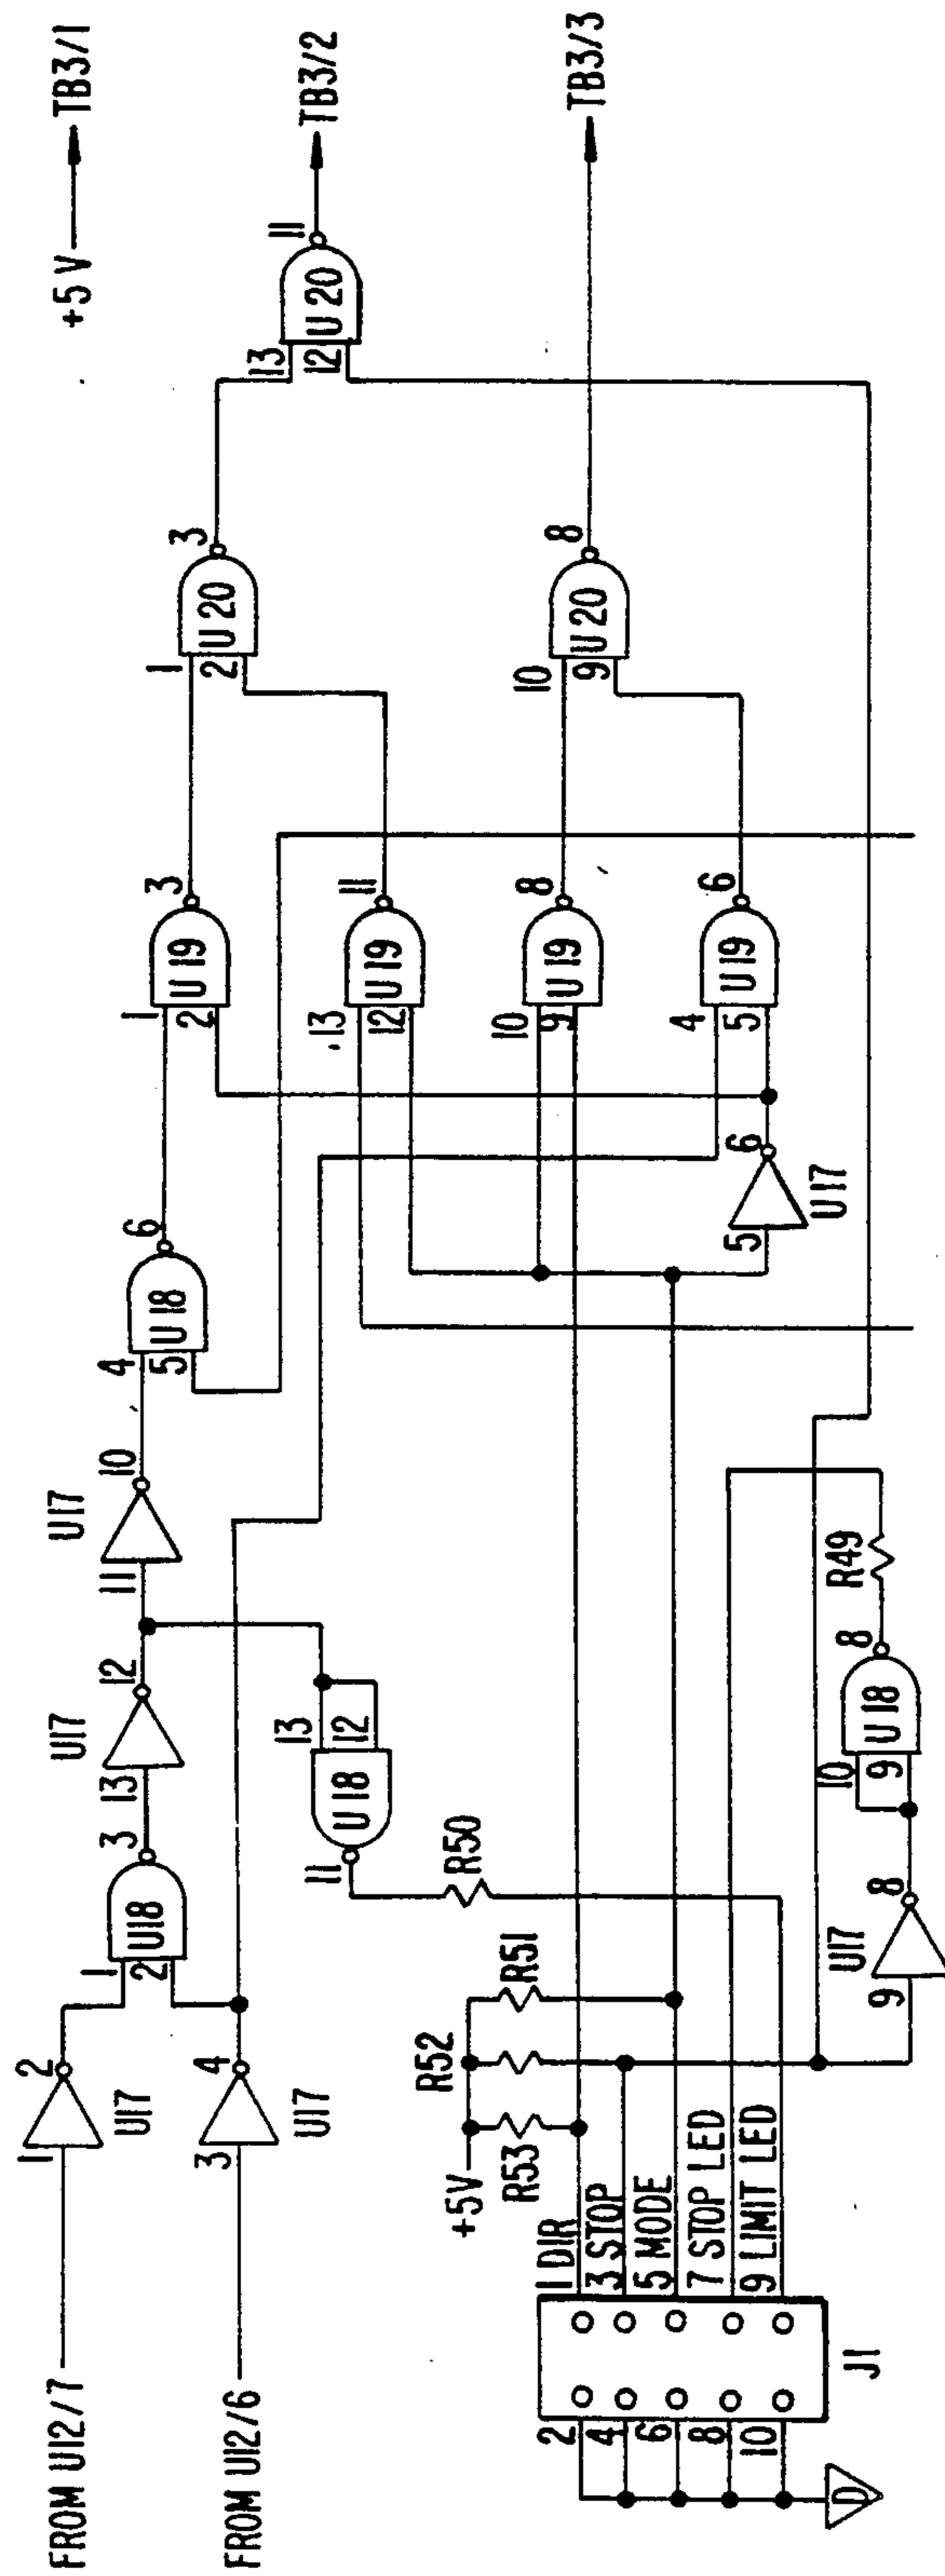 FROM U12/7
1
2
U17
FROM U12/6
3
4
U17
1
2
U18
3
13
12
U17
11
10
U17
4
5
U18
6
1
2
U19
3
1
2
U20
3
13
12
U20
11
TB3/2
+5V
TB3/1
13
12
U18
11
R50
13
12
U19
11
10
9
U19
8
10
9
U20
8
TB3/3
4
5
U19
6
5
6
U17
+5V
R53
R52
R51
1 DIR
3 STOP
5 MODE
7 STOP LED
9 LIMIT LED
2
4
6
8
10
J1
D
9
8
U17
10
9
U18
8
R49